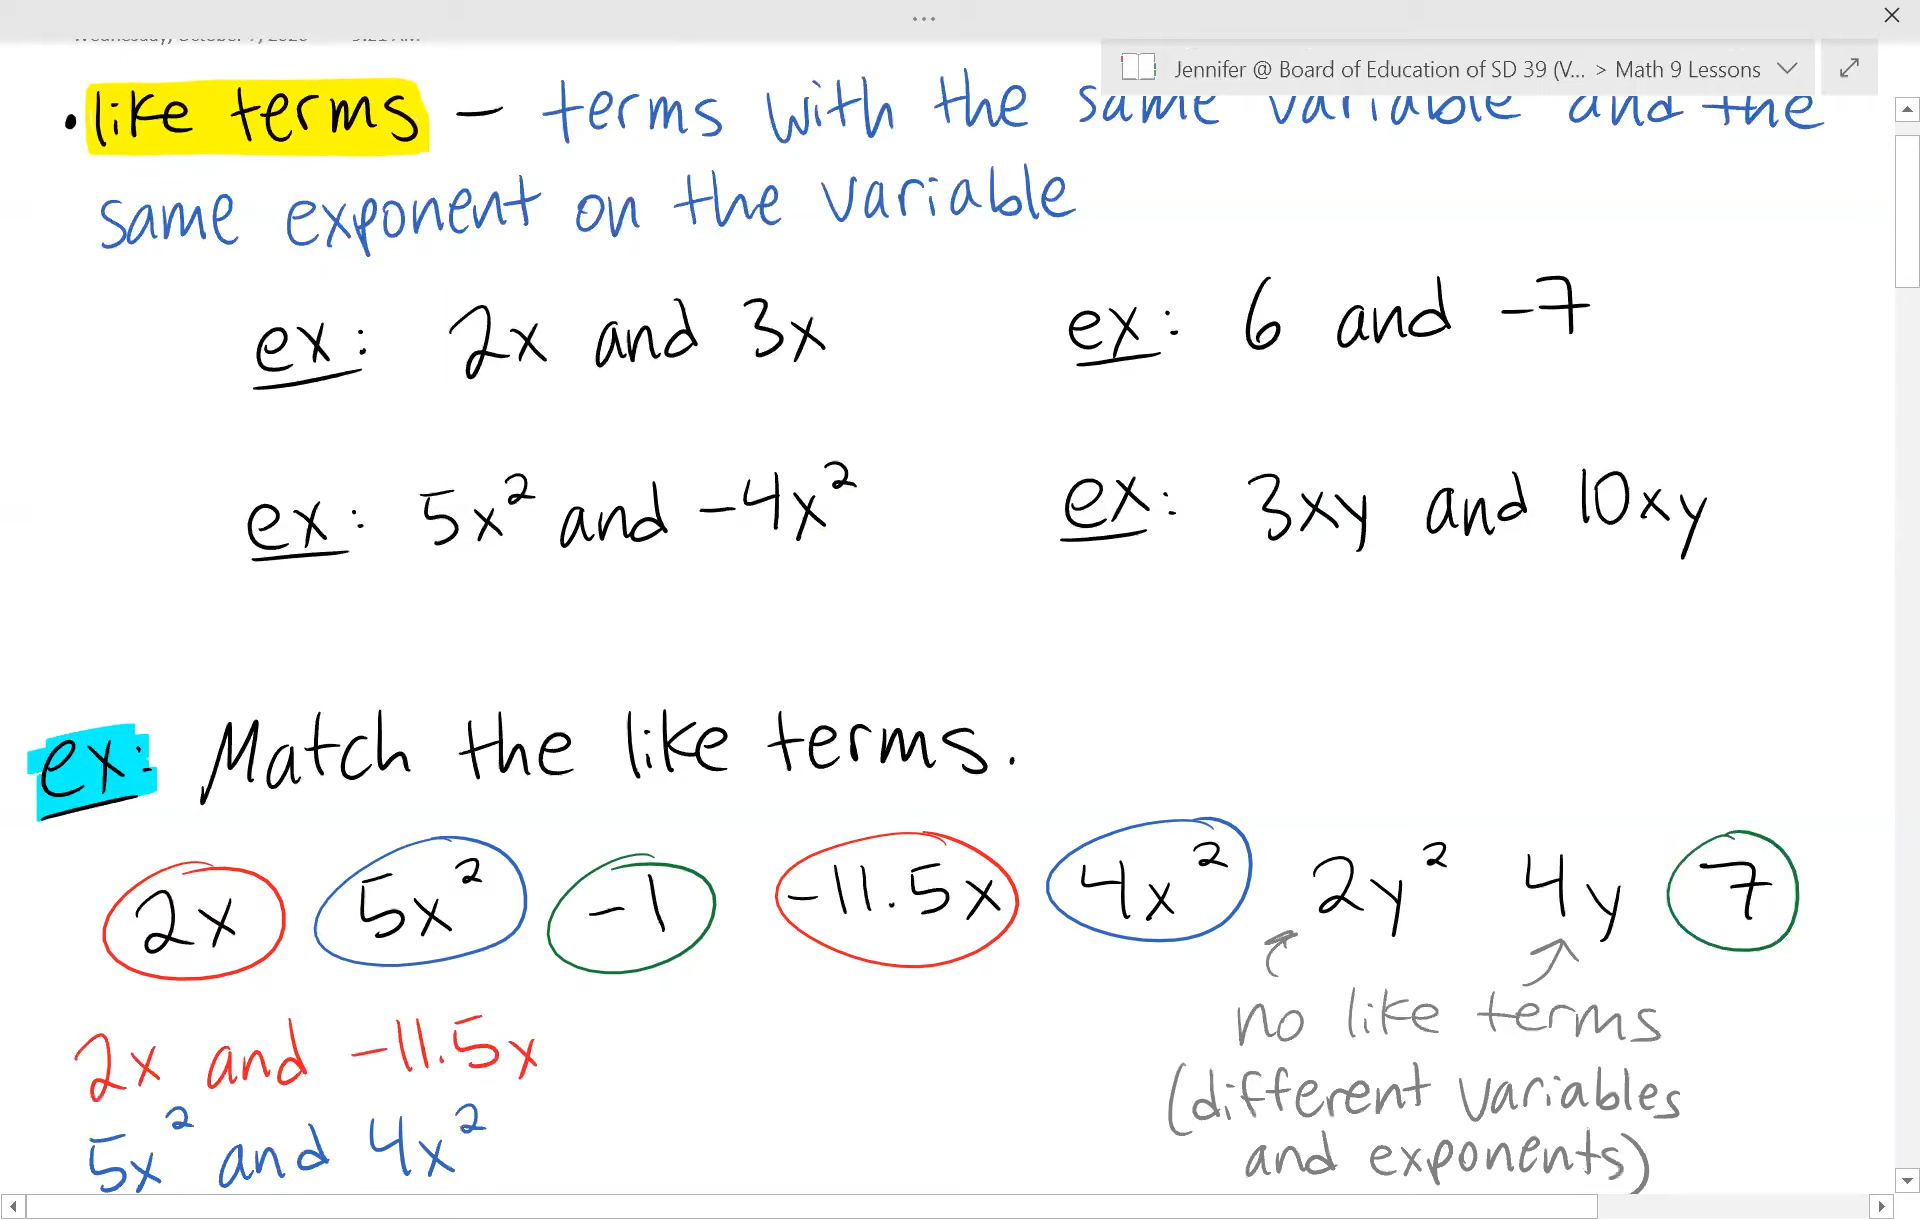 Jennifer @ Board of Education of SD 39 (V... > Math 9 Lessons
• like terms – terms with the same variable and the
same exponent on the variable
ex: 2x and 3x
ex: 6 and -7
ex: 5x² and -4x²
ex: 3xy and 10xy
ex: Match the like terms.
2x 5x² -1 -11.5x 4x² 2y² 4y 7
no like terms
(different variables
and exponents)
2x and -11.5x
5x² and 4x²